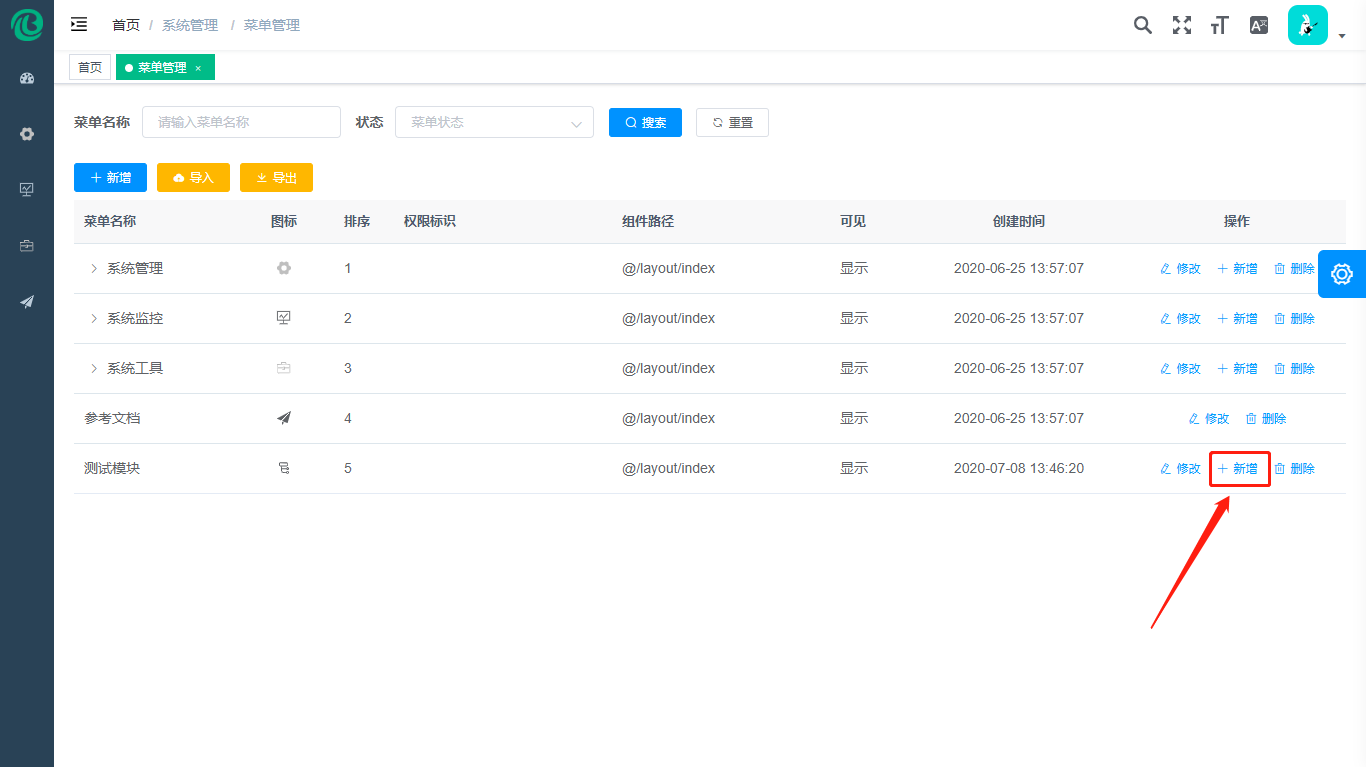 首页 / 系统管理 / 菜单管理
首页 菜单管理 ×
菜单名称 请输入菜单名称 状态 菜单状态 搜索 重置
新增 导入 导出
菜单名称 图标 排序 权限标识 组件路径 可见 创建时间 操作
系统管理 1 @/layout/index 显示 2020-06-25 13:57:07 修改 新增 删除
系统监控 2 @/layout/index 显示 2020-06-25 13:57:07 修改 新增 删除
系统工具 3 @/layout/index 显示 2020-06-25 13:57:07 修改 新增 删除
参考文档 4 @/layout/index 显示 2020-06-25 13:57:07 修改 删除
测试模块 5 @/layout/index 显示 2020-07-08 13:46:20 修改 新增 删除